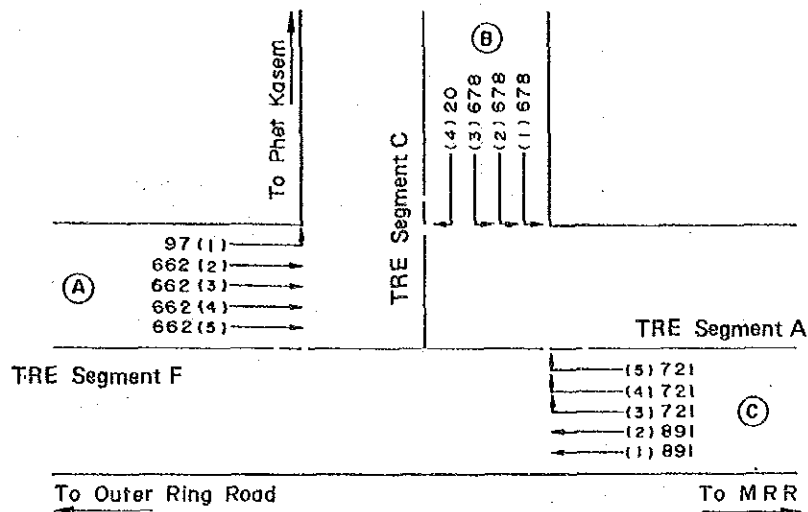 To Phet Kasem
TRE Segment C
B
(4) 20
(3) 678
(2) 678
(1) 678
A
97 (1)
662 (2)
662 (3)
662 (4)
662 (5)
TRE Segment A
TRE Segment F
(5) 721
(4) 721
(3) 721
(2) 891
(1) 891
C
To Outer Ring Road
To MRR